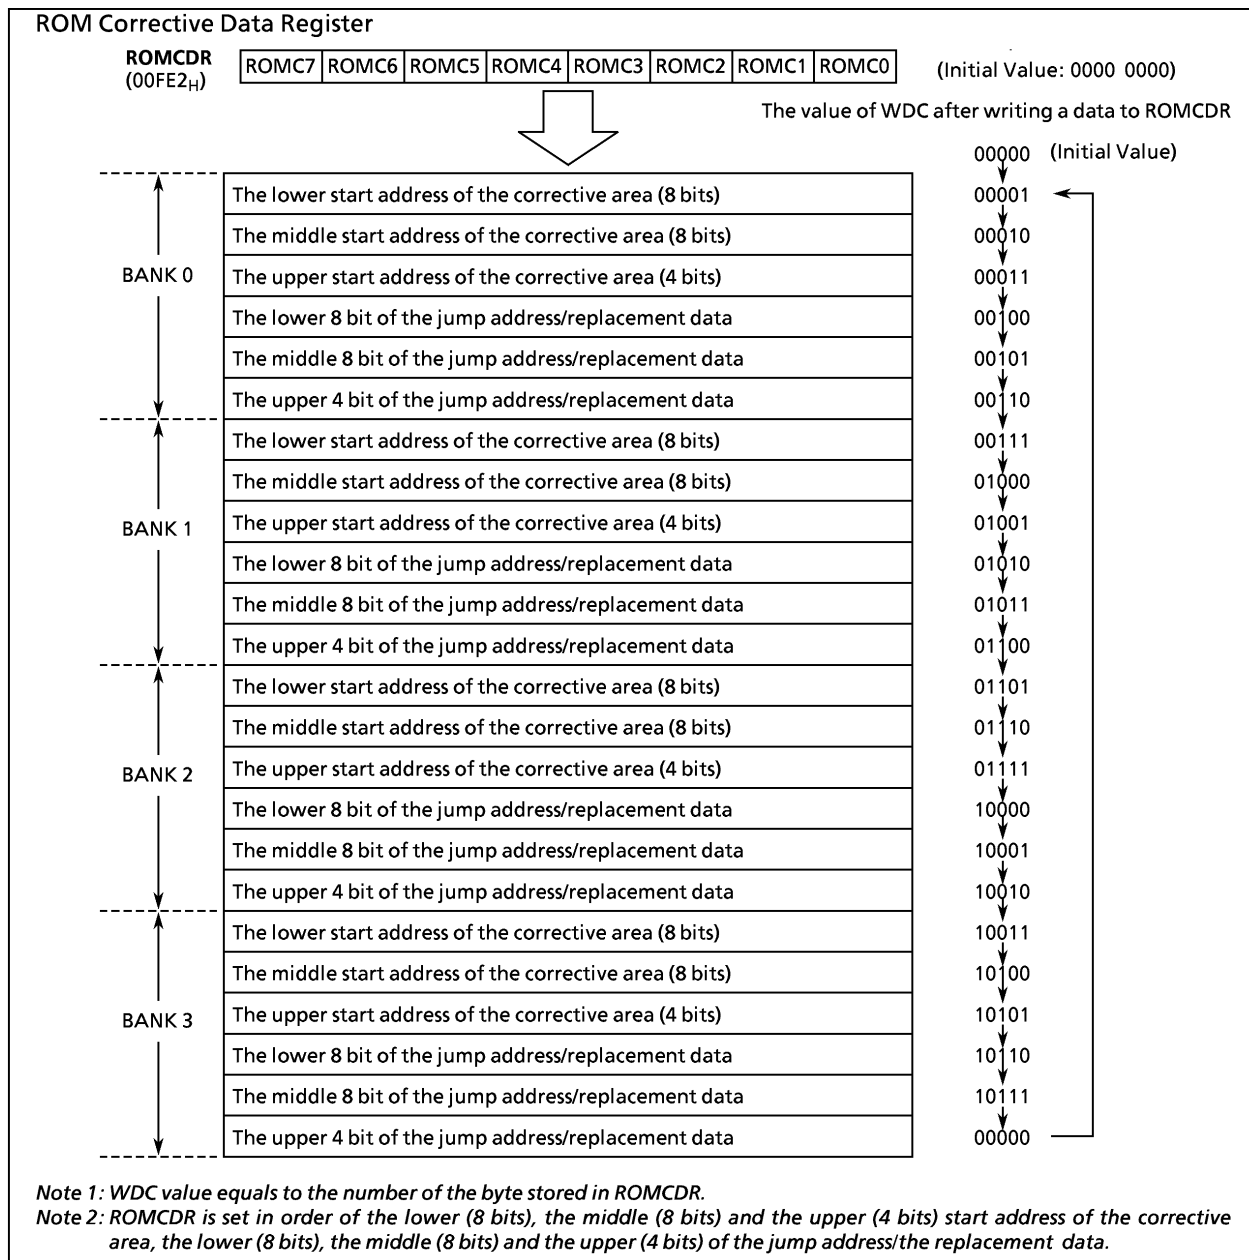 ROM Corrective Data Register
ROMCDR
(00FE2H)
ROMC7 ROMC6 ROMC5 ROMC4 ROMC3 ROMC2 ROMC1 ROMC0 (Initial Value: 0000 0000)
The value of WDC after writing a data to ROMCDR
00000 (Initial Value)
The lower start address of the corrective area (8 bits) 00001
The middle start address of the corrective area (8 bits) 00010
BANK 0 The upper start address of the corrective area (4 bits) 00011
The lower 8 bit of the jump address/replacement data 00100
The middle 8 bit of the jump address/replacement data 00101
The upper 4 bit of the jump address/replacement data 00110
The lower start address of the corrective area (8 bits) 00111
The middle start address of the corrective area (8 bits) 01000
BANK 1 The upper start address of the corrective area (4 bits) 01001
The lower 8 bit of the jump address/replacement data 01010
The middle 8 bit of the jump address/replacement data 01011
The upper 4 bit of the jump address/replacement data 01100
The lower start address of the corrective area (8 bits) 01101
The middle start address of the corrective area (8 bits) 01110
BANK 2 The upper start address of the corrective area (4 bits) 01111
The lower 8 bit of the jump address/replacement data 10000
The middle 8 bit of the jump address/replacement data 10001
The upper 4 bit of the jump address/replacement data 10010
The lower start address of the corrective area (8 bits) 10011
The middle start address of the corrective area (8 bits) 10100
BANK 3 The upper start address of the corrective area (4 bits) 10101
The lower 8 bit of the jump address/replacement data 10110
The middle 8 bit of the jump address/replacement data 10111
The upper 4 bit of the jump address/replacement data 00000
Note 1: WDC value equals to the number of the byte stored in ROMCDR.
Note 2: ROMCDR is set in order of the lower (8 bits), the middle (8 bits) and the upper (4 bits) start address of the corrective
area, the lower (8 bits), the middle (8 bits) and the upper (4 bits) of the jump address/the replacement data.